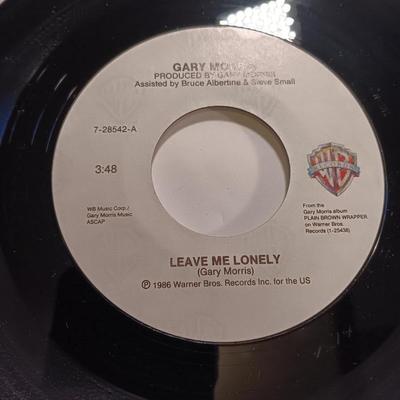 GARY
PRODUCED BY GARY MORRIS
Assisted by Bruce Albertine & Steve Small
7-28542-A
3:48
WB Music Corp./
Gary Morris Music
ASCAP
From the
Gary Morris album
PLAIN BROWN WRAPPER
on Warner Bros.
Records (1-25438)
LEAVE ME LONELY
(Gary Morris)
℗ 1986 Warner Bros. Records Inc. for the US